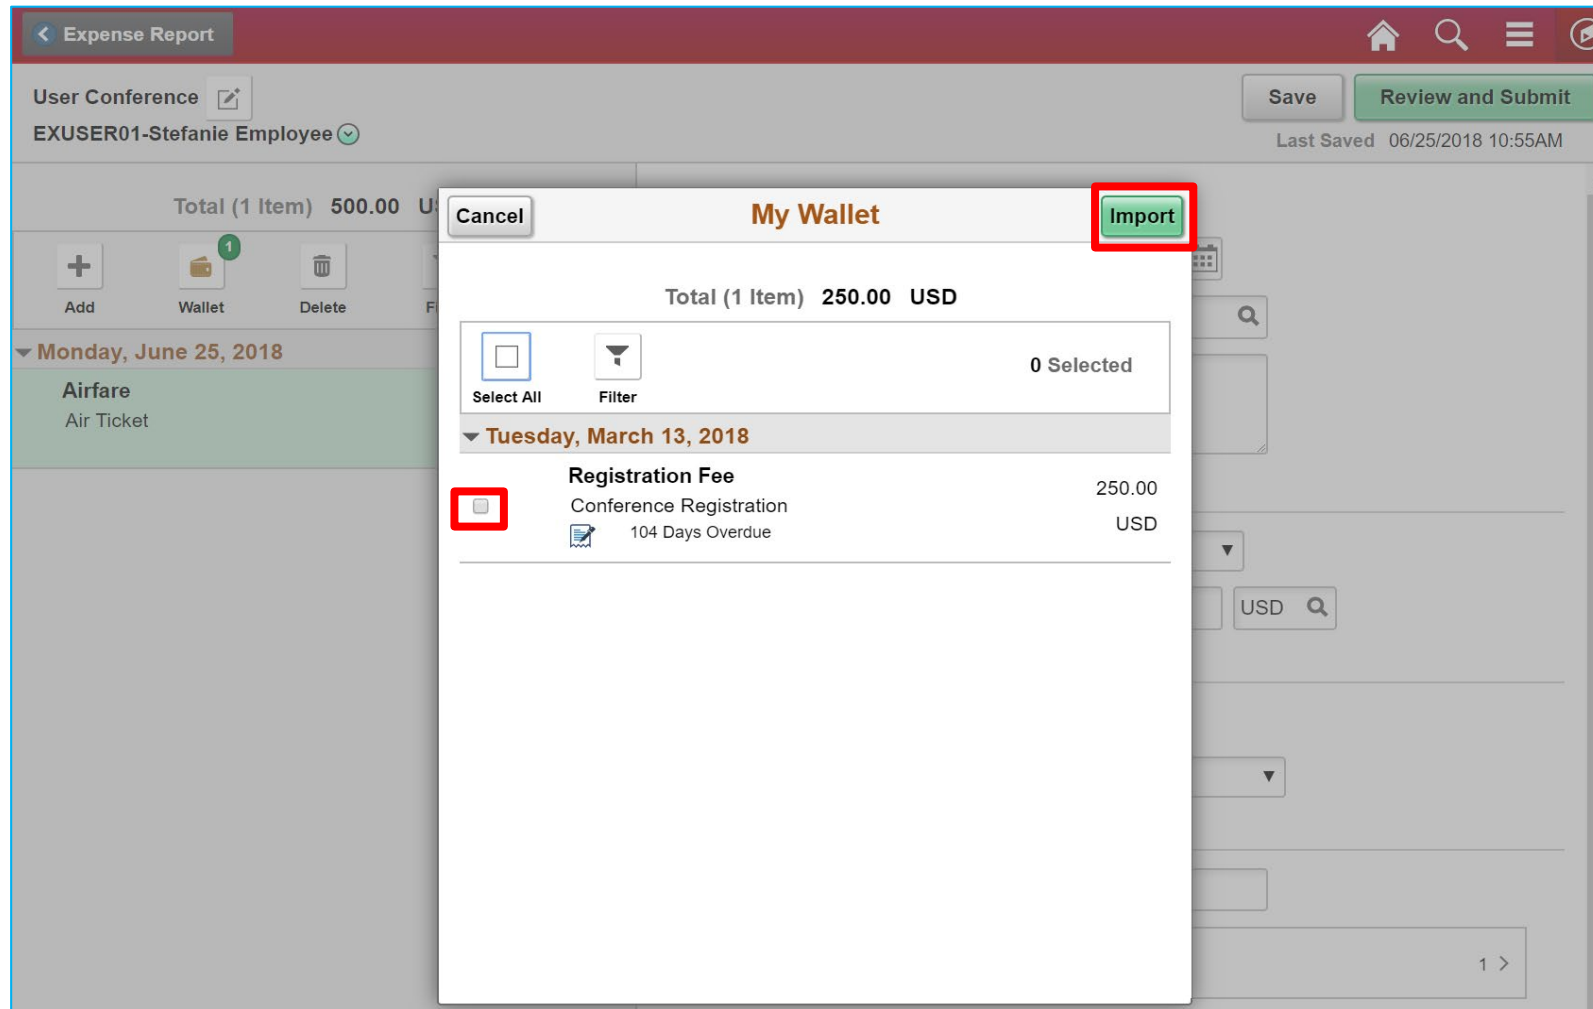 Expense Report
User Conference
Save
Review and Submit
EXUSER01-Stefanie Employee
Last Saved 06/25/2018 10:55AM
Total (1 Item) 500.00
Cancel
My Wallet
Import
1
Add
Wallet
Delete
Total (1 Item) 250.00 USD
Select All
Filter
0 Selected
Monday, June 25, 2018
Airfare
Air Ticket
Tuesday, March 13, 2018
Registration Fee
250.00
Conference Registration
USD
104 Days Overdue
USD
1